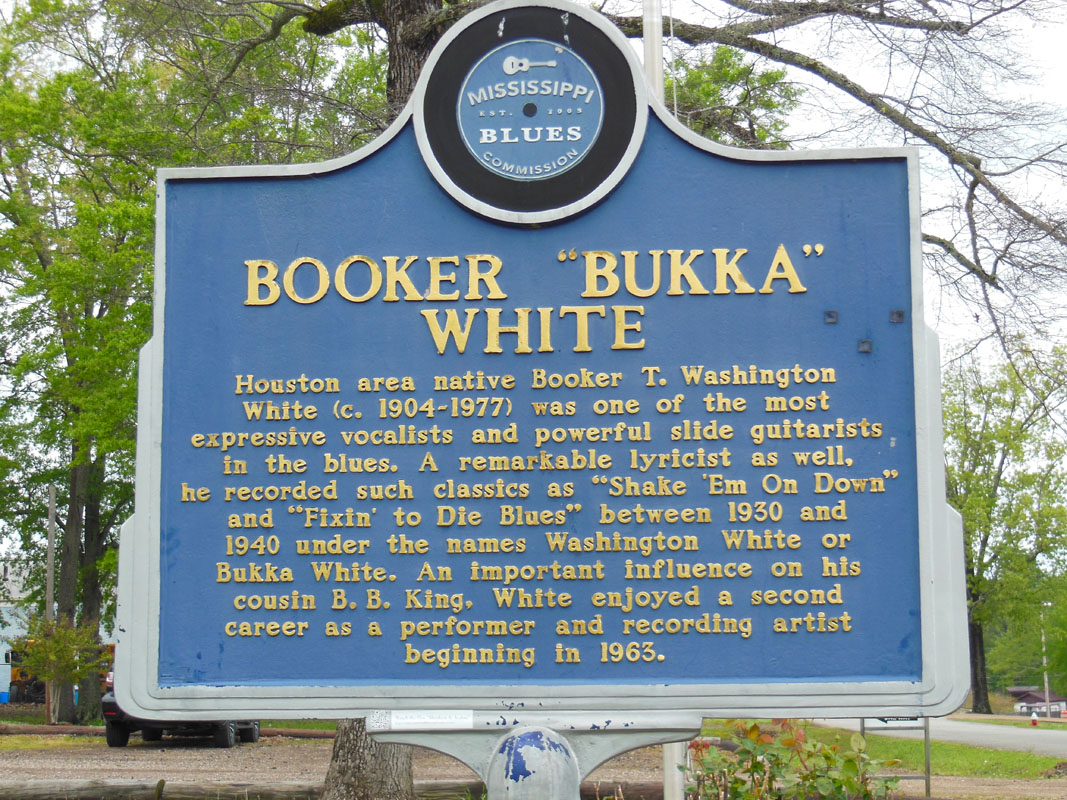 MISSISSIPPI
EST. 2003
BLUES
COMMISSION
BOOKER "BUKKA"
WHITE
Houston area native Booker T. Washington
White (c. 1904-1977) was one of the most
expressive vocalists and powerful slide guitarists
in the blues. A remarkable lyricist as well,
he recorded such classics as "Shake 'Em On Down"
and "Fixin' to Die Blues" between 1930 and
1940 under the names Washington White or
Bukka White. An important influence on his
cousin B. B. King, White enjoyed a second
career as a performer and recording artist
beginning in 1963.